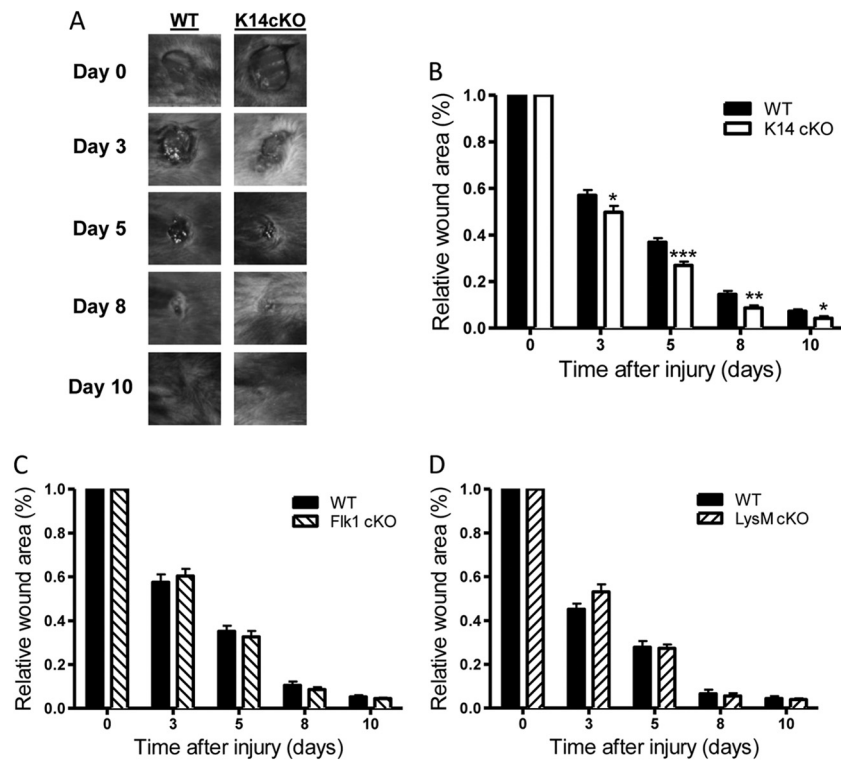 A
WT K14cKO
Day 0
Day 3
Day 5
Day 8
Day 10
B
Relative wound area (%)
1.0
0.8
0.6
0.4
0.2
0.0
WT
K14 cKO
*
***
**
*
0 3 5 8 10
Time after injury (days)
C
Relative wound area (%)
1.0
0.8
0.6
0.4
0.2
0.0
WT
Flk1 cKO
0 3 5 8 10
Time after injury (days)
D
Relative wound area (%)
1.0
0.8
0.6
0.4
0.2
0.0
WT
LysM cKO
0 3 5 8 10
Time after injury (days)